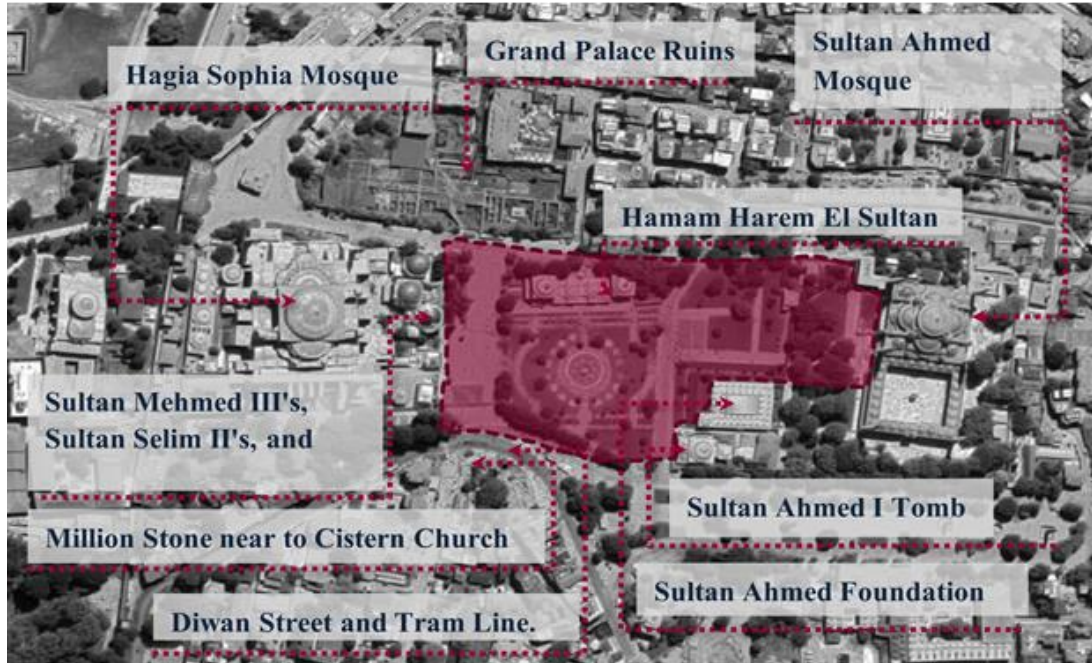 Hagia Sophia Mosque
Grand Palace Ruins
Sultan Ahmed
Mosque
Hamam Harem El Sultan
Sultan Mehmed III's,
Sultan Selim II's, and
Sultan Ahmed I Tomb
Million Stone near to Cistern Church
Sultan Ahmed Foundation
Diwan Street and Tram Line.